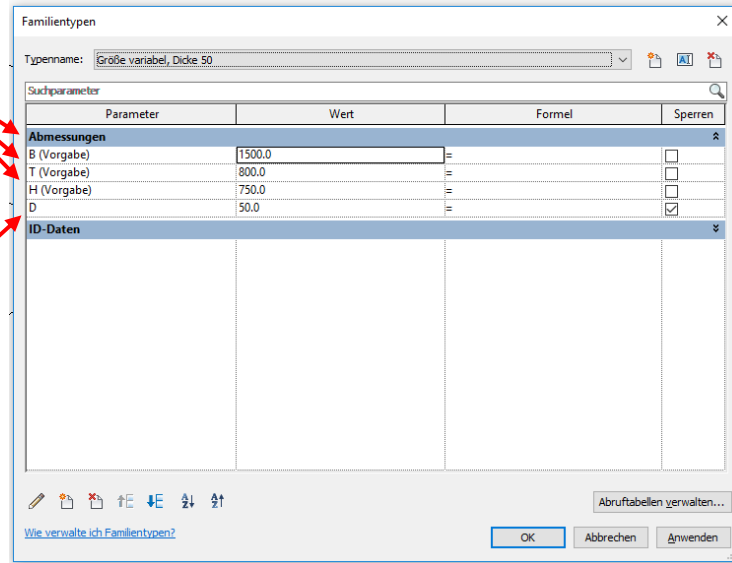 Familientypen
Typenname: Größe variabel, Dicke 50
Suchparameter
Parameter Wert Formel Sperren
Abmessungen
B (Vorgabe) 1500.0 =
T (Vorgabe) 800.0 =
H (Vorgabe) 750.0 =
D 50.0 =
ID-Daten
Abruftabellen verwalten...
Wie verwalte ich Familientypen?
OK Abbrechen Anwenden